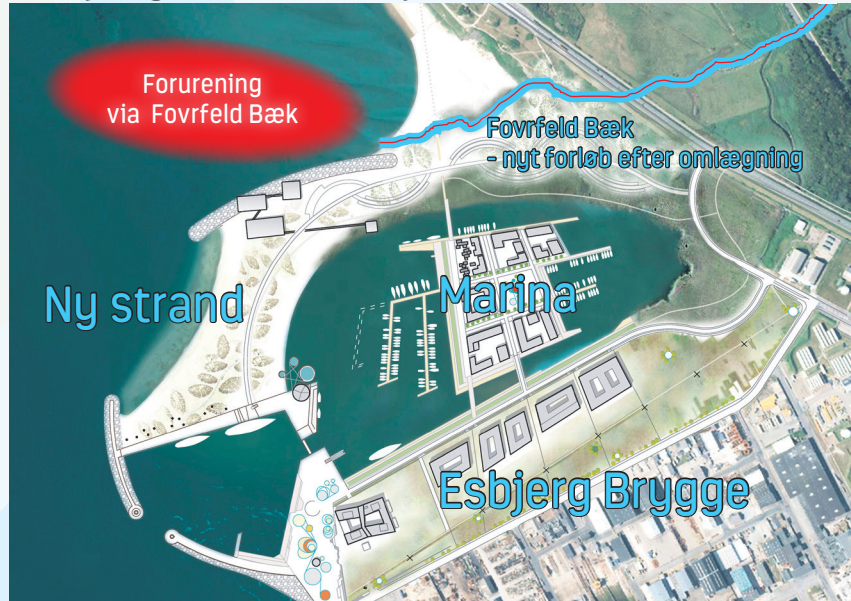 Forurening
via Fovrfeld Bæk
Fovrfeld Bæk
- nyt forløb efter omlægning
Ny strand
Marina
Esbjerg Brygge